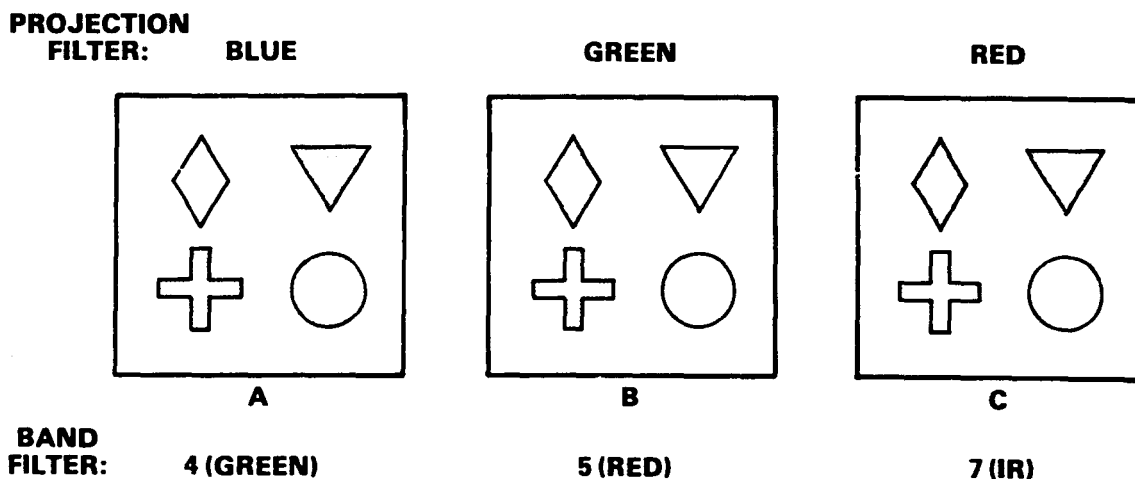 PROJECTION
FILTER: BLUE GREEN RED
A B C
BAND
FILTER: 4 (GREEN) 5 (RED) 7 (IR)